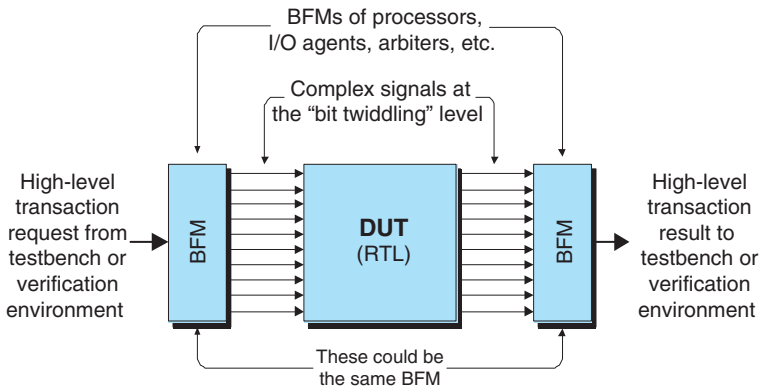 BFMs of processors,
I/O agents, arbiters, etc.
Complex signals at
the “bit twiddling” level
High-level
transaction
request from
testbench or
verification
environment
BFM
DUT
(RTL)
BFM
High-level
transaction
result to
testbench or
verification
environment
These could be
the same BFM